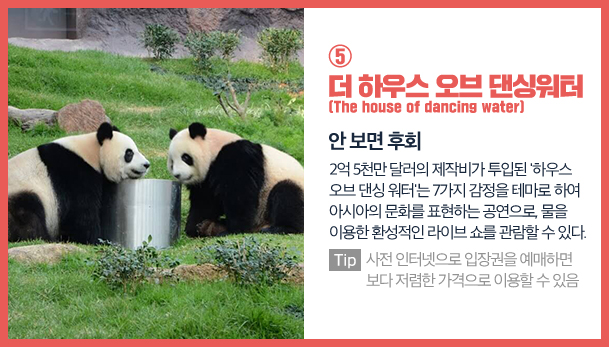 ⑤
더 하우스 오브 댄싱워터
(The house of dancing water)
안 보면 후회
2억 5천만 달러의 제작비가 투입된 '하우스
오브 댄싱 워터'는 7가지 감정을 테마로 하여
아시아의 문화를 표현하는 공연으로, 물을
이용한 환성적인 라이브 쇼를 관람할 수 있다.
Tip 사전 인터넷으로 입장권을 예매하면
보다 저렴한 가격으로 이용할 수 있음